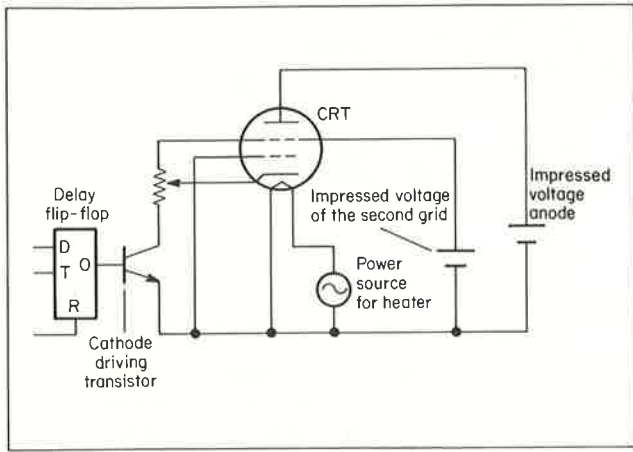 CRT
Delay
flip-flop
D
T
O
R
Cathode
driving
transistor
Impressed voltage
of the second grid
Power
source
for heater
Impressed
voltage
anode